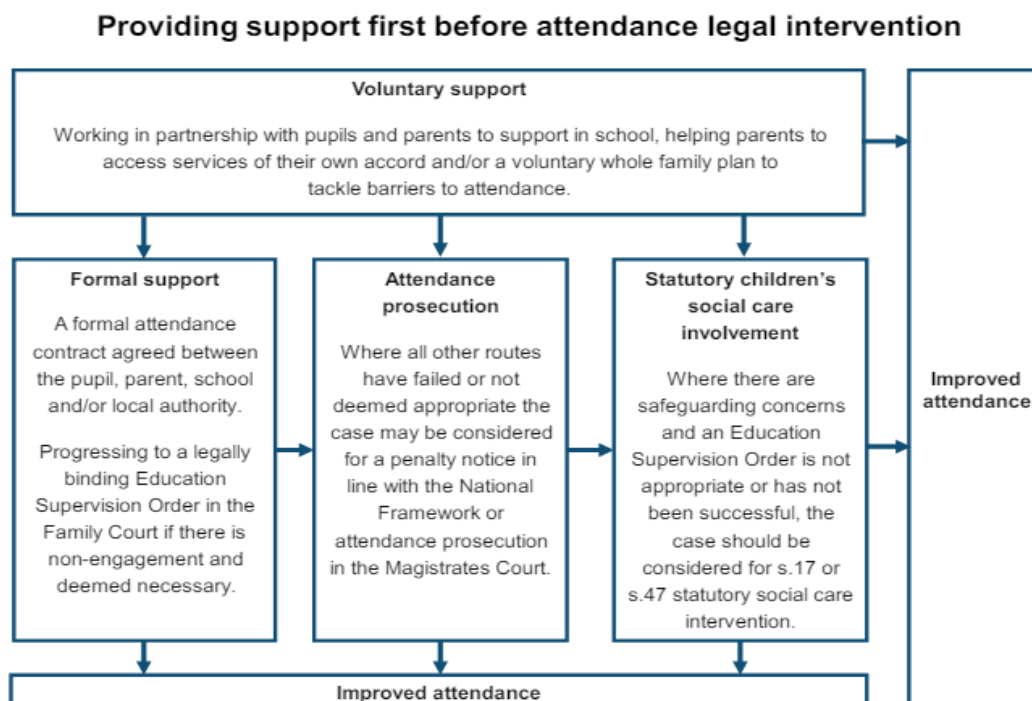 Providing support first before attendance legal intervention
Voluntary support
Working in partnership with pupils and parents to support in school, helping parents to
access services of their own accord and/or a voluntary whole family plan to
tackle barriers to attendance.
Formal support
A formal attendance
contract agreed between
the pupil, parent, school
and/or local authority.
Progressing to a legally
binding Education
Supervision Order in the
Family Court if there is
non-engagement and
deemed necessary.
Attendance
prosecution
Where all other routes
have failed or not
deemed appropriate the
case may be considered
for a penalty notice in
line with the National
Framework or
attendance prosecution
in the Magistrates Court.
Statutory children's
social care
involvement
Where there are
safeguarding concerns
and an Education
Supervision Order is not
appropriate or has not
been successful, the
case should be
considered for s.17 or
s.47 statutory social care
intervention.
Improved
attendance
Improved attendance